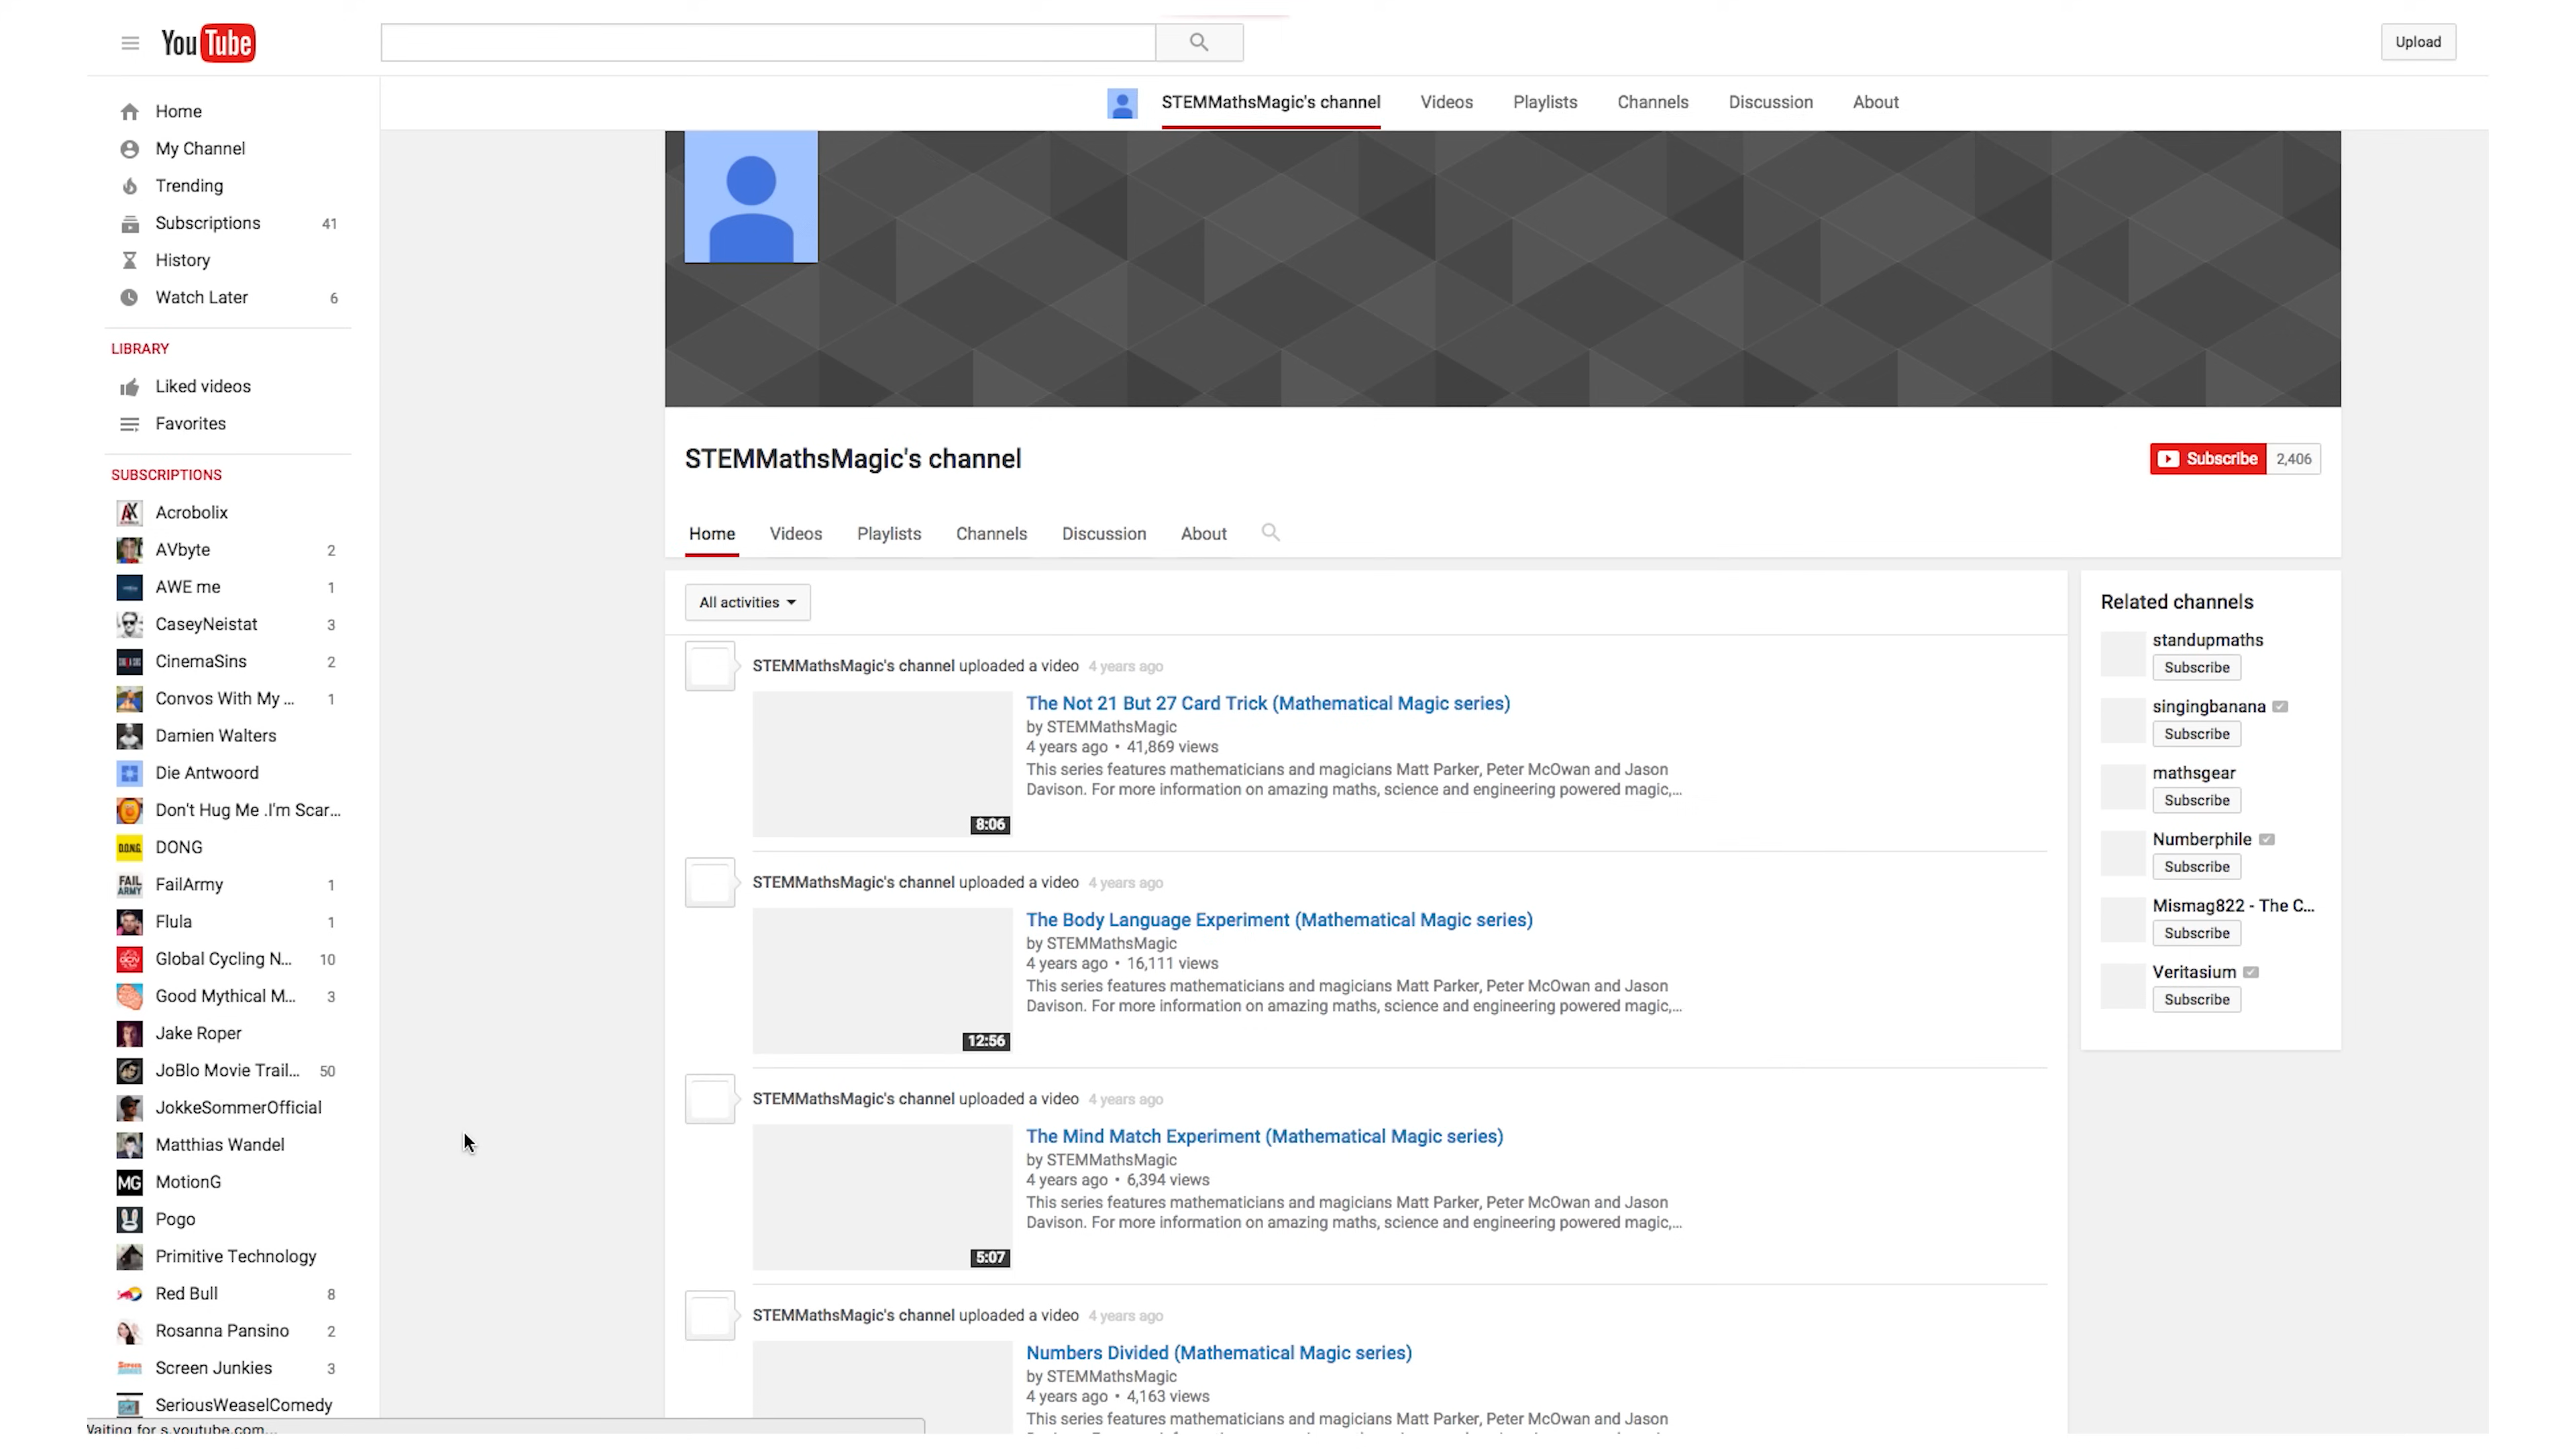 YouTube
Upload
STEMMathsMagic's channel Videos Playlists Channels Discussion About
Home
My Channel
Trending
Subscriptions 41
History
Watch Later 6
LIBRARY
Liked videos
Favorites
SUBSCRIPTIONS
Acrobolix
AVbyte 2
AWE me 1
CaseyNeistat 3
CinemaSins 2
Convos With My ... 1
Damien Walters
Die Antwoord
Don't Hug Me .I'm Scar...
DONG
FailArmy 1
Flula 1
Global Cycling N... 10
Good Mythical M... 3
Jake Roper
JoBlo Movie Trail... 50
JokkeSommerOfficial
Matthias Wandel
MotionG
Pogo
Primitive Technology
Red Bull 8
Rosanna Pansino 2
Screen Junkies 3
SeriousWeaselComedy
Waiting for s.youtube.com...
STEMMathsMagic's channel
Subscribe 2,406
Home Videos Playlists Channels Discussion About
All activities
STEMMathsMagic's channel uploaded a video 4 years ago
The Not 21 But 27 Card Trick (Mathematical Magic series)
by STEMMathsMagic
4 years ago • 41,869 views
This series features mathematicians and magicians Matt Parker, Peter McOwan and Jason
Davison. For more information on amazing maths, science and engineering powered magic,...
8:06
STEMMathsMagic's channel uploaded a video 4 years ago
The Body Language Experiment (Mathematical Magic series)
by STEMMathsMagic
4 years ago • 16,111 views
This series features mathematicians and magicians Matt Parker, Peter McOwan and Jason
Davison. For more information on amazing maths, science and engineering powered magic,...
12:56
STEMMathsMagic's channel uploaded a video 4 years ago
The Mind Match Experiment (Mathematical Magic series)
by STEMMathsMagic
4 years ago • 6,394 views
This series features mathematicians and magicians Matt Parker, Peter McOwan and Jason
Davison. For more information on amazing maths, science and engineering powered magic,...
5:07
STEMMathsMagic's channel uploaded a video 4 years ago
Numbers Divided (Mathematical Magic series)
by STEMMathsMagic
4 years ago • 4,163 views
This series features mathematicians and magicians Matt Parker, Peter McOwan and Jason
Related channels
standupmaths
Subscribe
singingbanana
Subscribe
mathsgear
Subscribe
Numberphile
Subscribe
Mismag822 - The C...
Subscribe
Veritasium
Subscribe